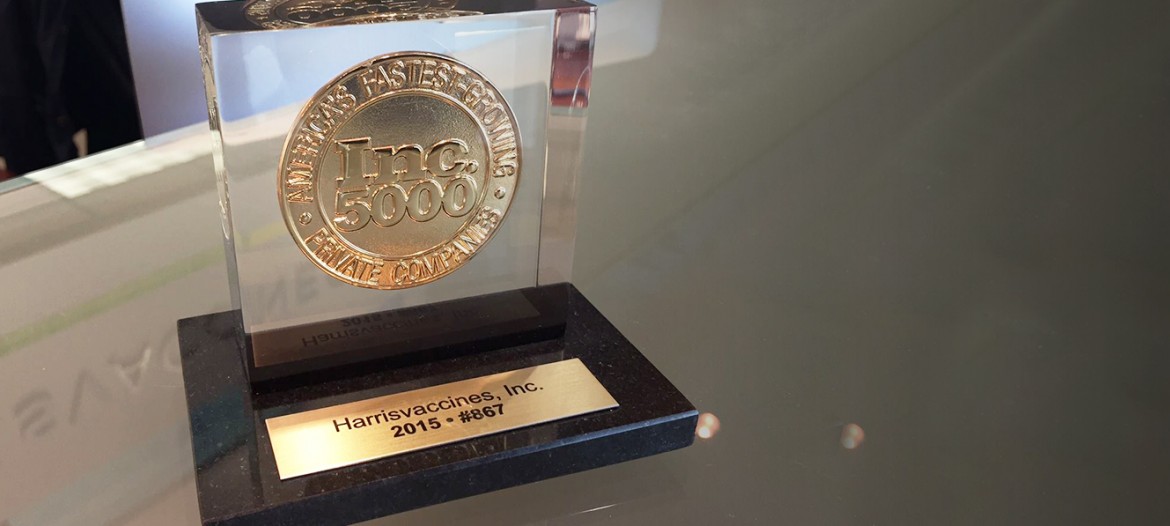 AMERICA'S FASTEST-GROWING
Inc.
5000
PRIVATE COMPANIES
Harrisvaccines, Inc.
2015 • #867